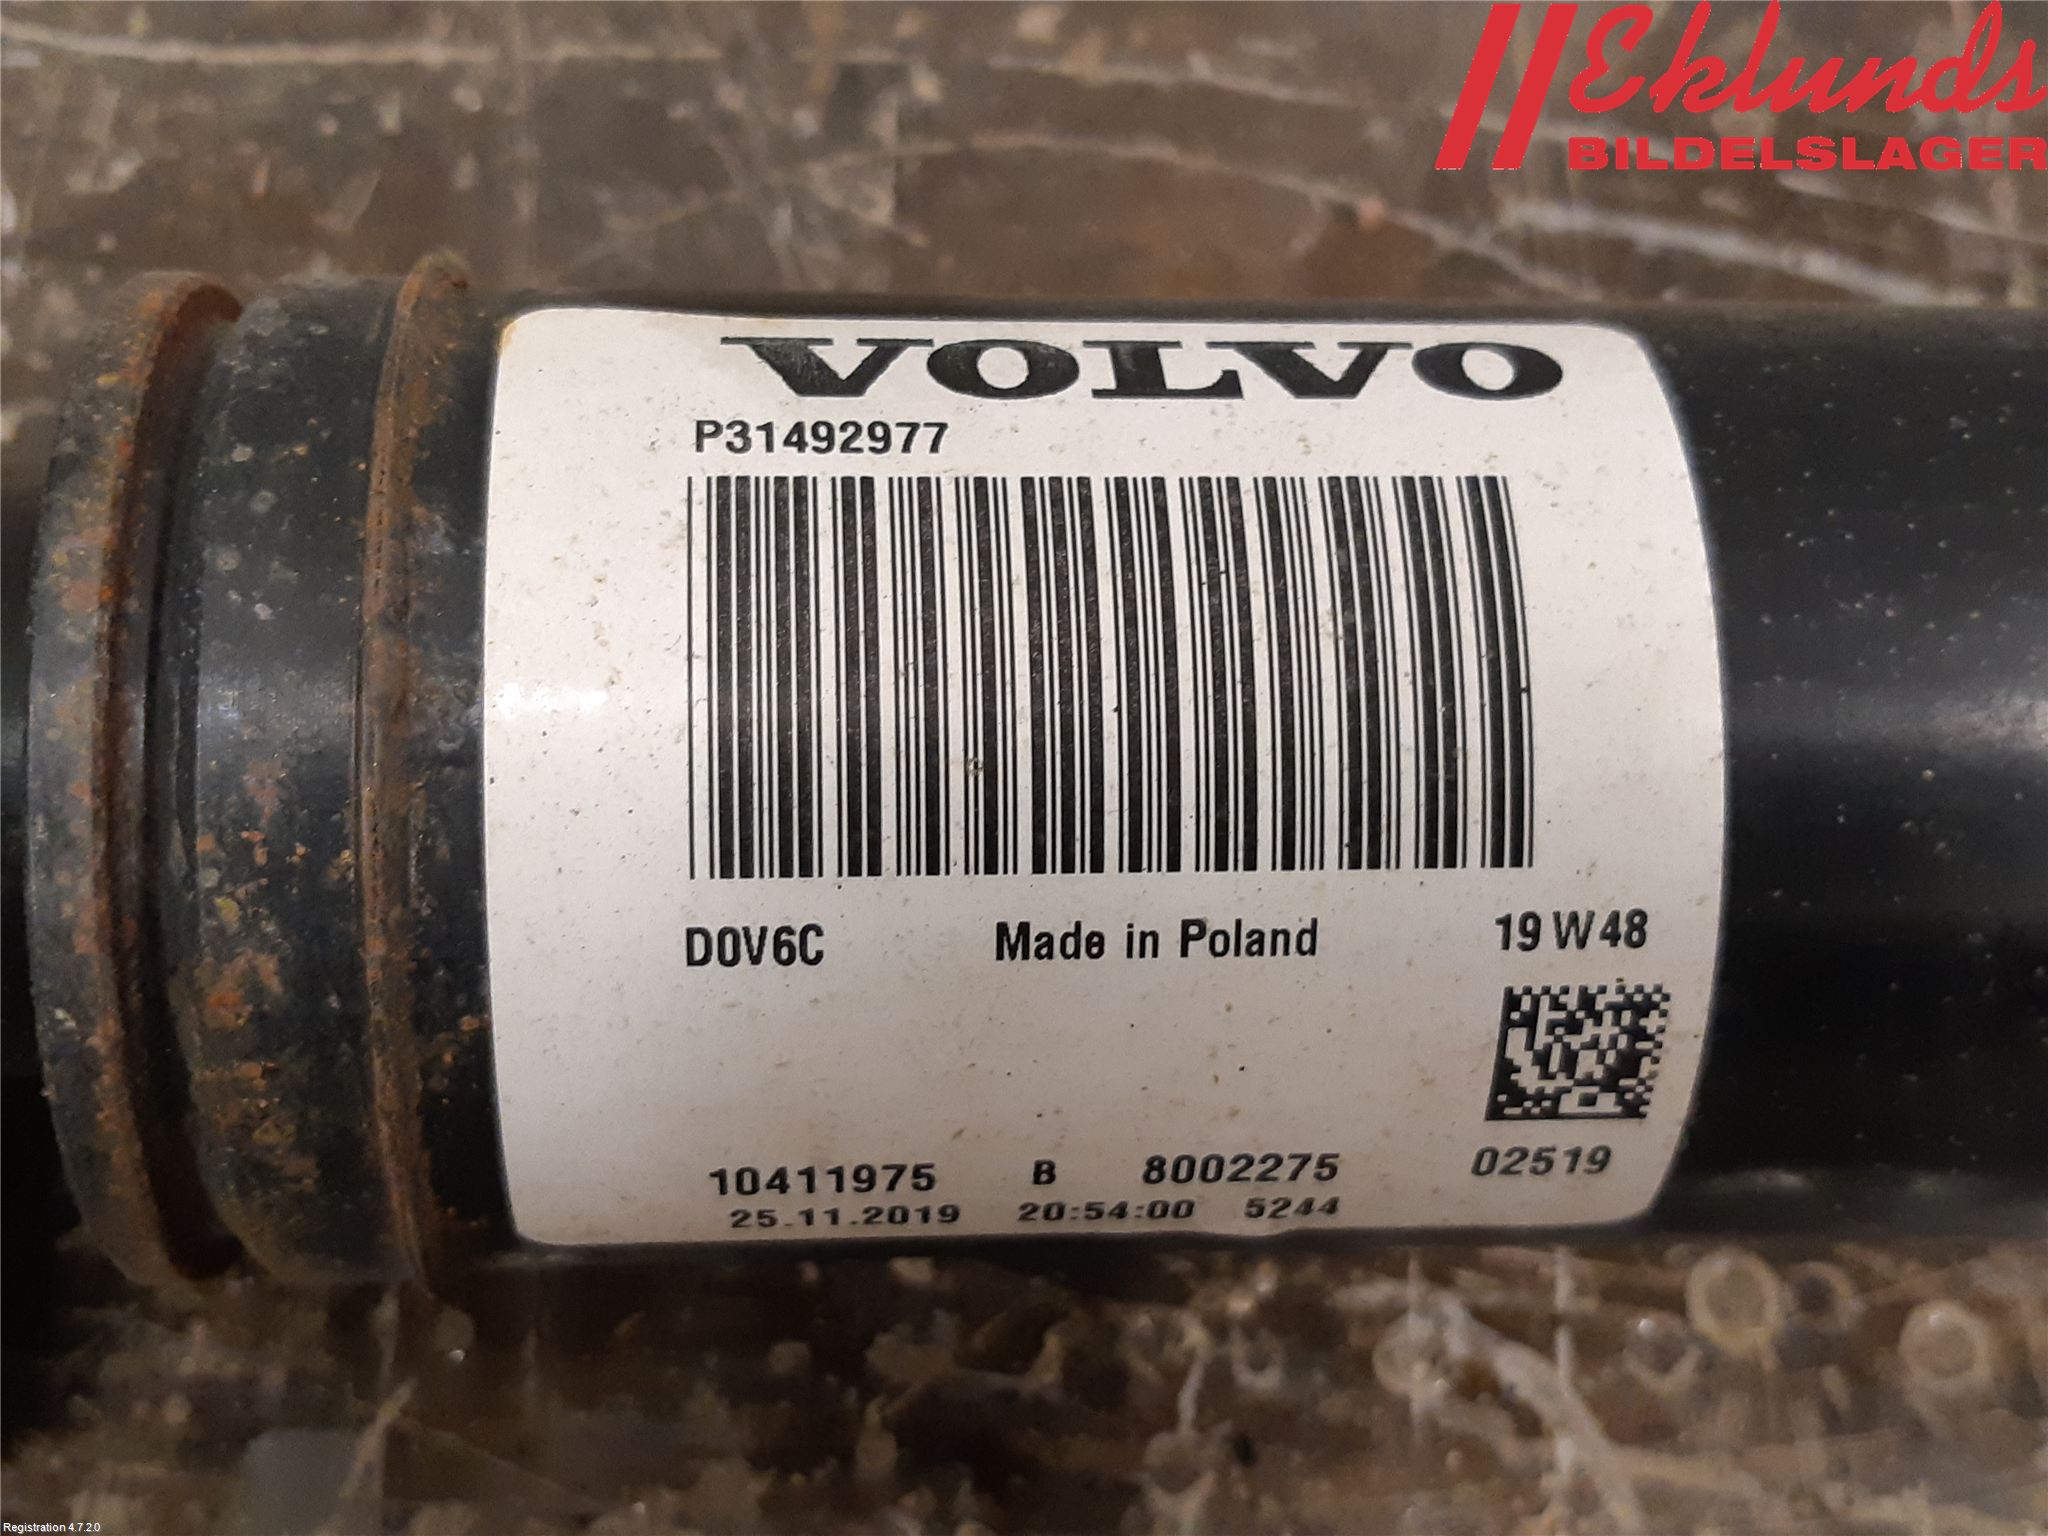 Eklunds
BILDELSLAGER
VOLVO
P31492977
D0V6C Made in Poland 19 W48
10411975 B 8002275 02519
25.11.2019 20:54:00 5244
Registration 4.7.2.0